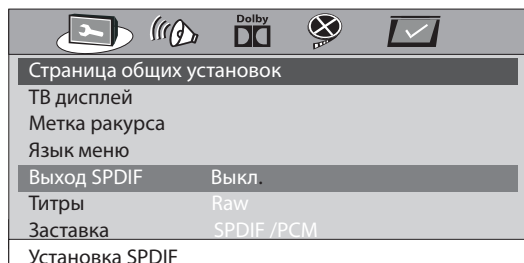 Dolby
Страница общих установок
ТВ дисплей
Метка ракурса
Язык меню
Выход SPDIF Выкл.
Титры Raw
Заставка SPDIF /PCM
Установка SPDIF